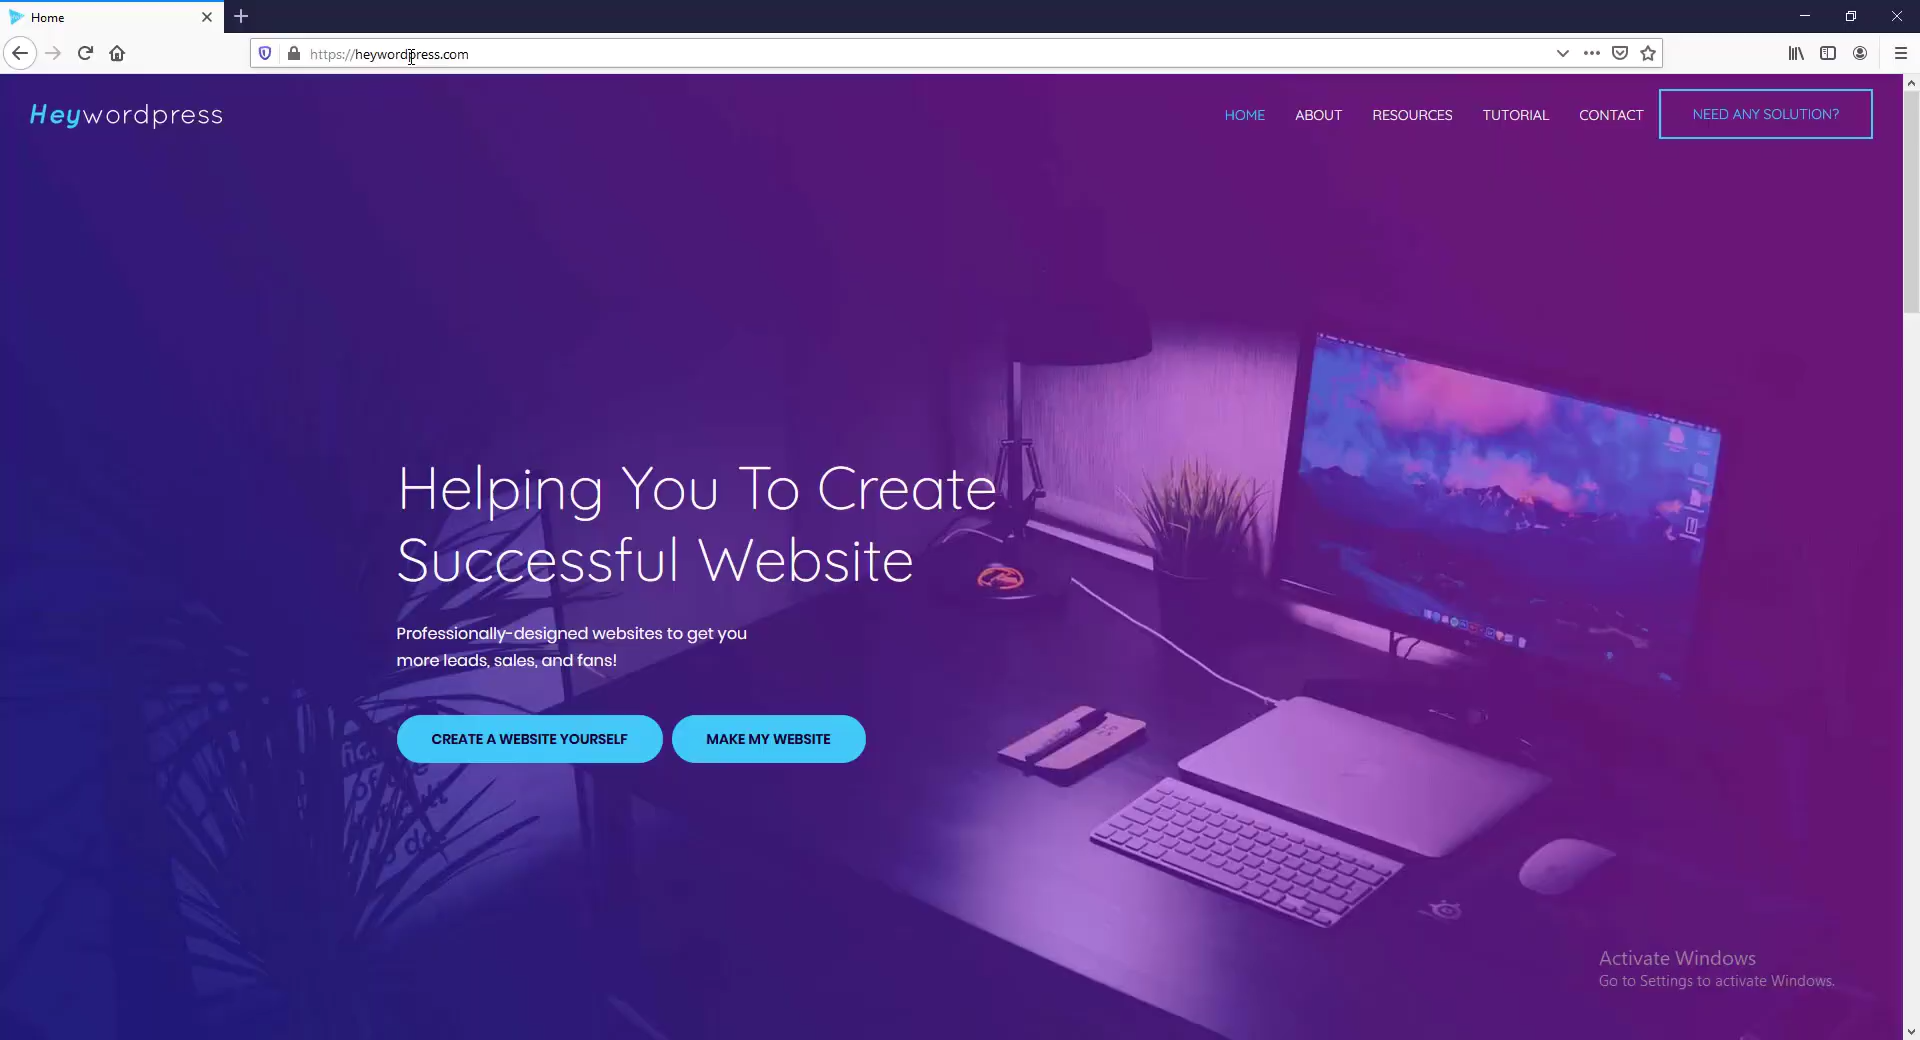 Home
https://heywordpress.com
Heywordpress
HOME
ABOUT
RESOURCES
TUTORIAL
CONTACT
NEED ANY SOLUTION?
Helping You To Create
Successful Website
Professionally-designed websites to get you
more leads, sales, and fans!
CREATE A WEBSITE YOURSELF
MAKE MY WEBSITE
Activate Windows
Go to Settings to activate Windows.